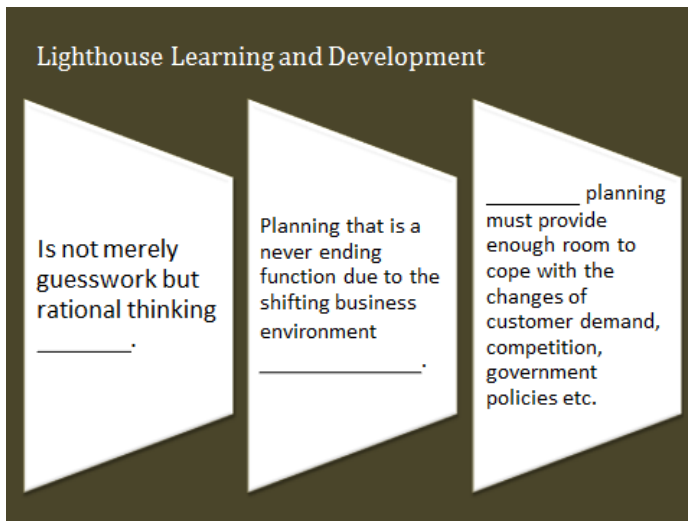 Lighthouse Learning and Development
Is not merely
guesswork but
rational thinking
________.
Planning that is a
never ending
function due to the
shifting business
environment
_______________.
_________ planning
must provide
enough room to
cope with the
changes of
customer demand,
competition,
government
policies etc.